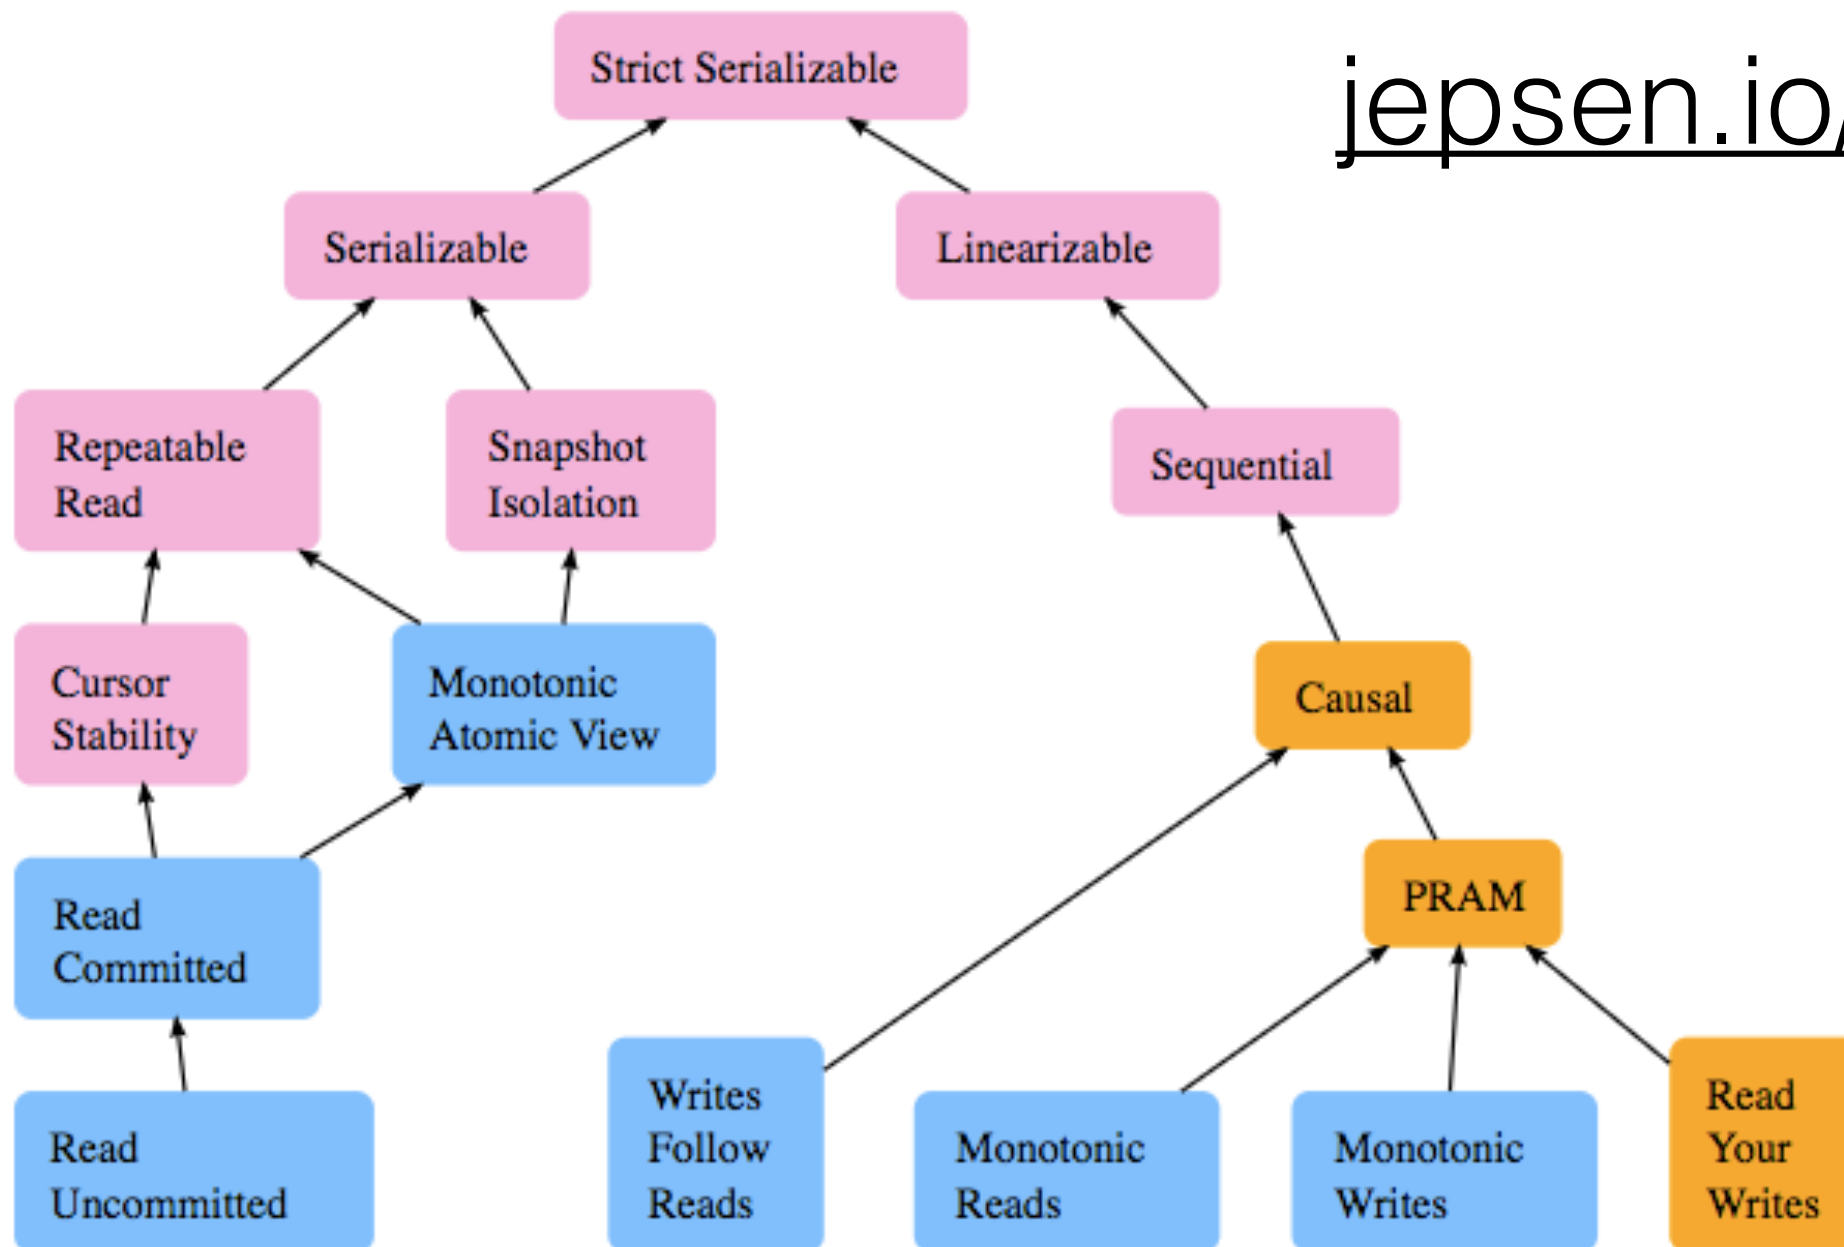 Strict Serializable
jepsen.io/
Serializable
Linearizable
Repeatable
Read
Snapshot
Isolation
Sequential
Cursor
Stability
Monotonic
Atomic View
Causal
Read
Committed
PRAM
Read
Uncommitted
Writes
Follow
Reads
Monotonic
Reads
Monotonic
Writes
Read
Your
Writes